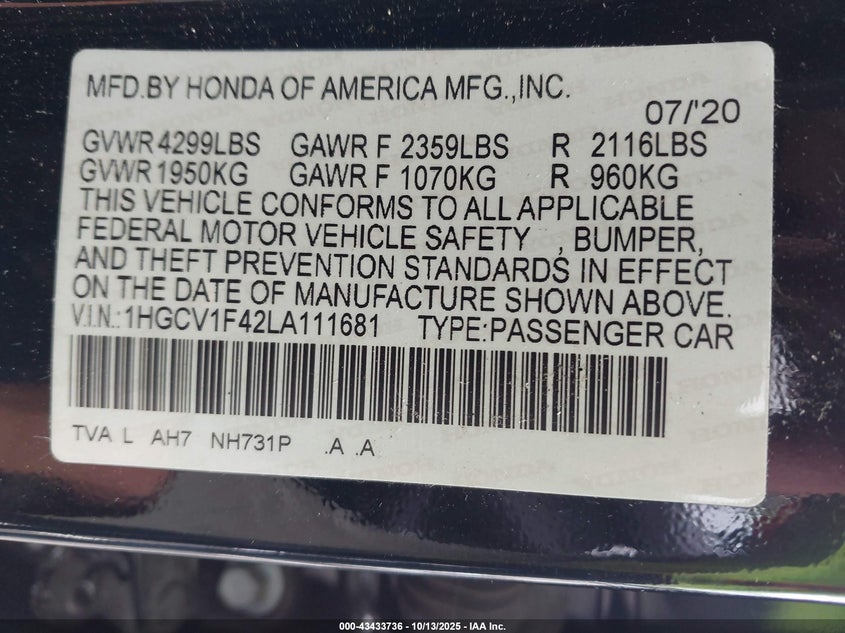 MFD.BY HONDA OF AMERICA MFG.,INC.
07/'20
GVWR 4299LBS GAWR F 2359LBS R 2116LBS
GVWR 1950KG GAWR F 1070KG R 960KG
THIS VEHICLE CONFORMS TO ALL APPLICABLE
FEDERAL MOTOR VEHICLE SAFETY , BUMPER,
AND THEFT PREVENTION STANDARDS IN EFFECT
ON THE DATE OF MANUFACTURE SHOWN ABOVE.
V.I.N.:1HGCV1F42LA111681 TYPE:PASSENGER CAR
TVA L AH7 NH731P .A .A
000-43433736 - 10/13/2025 - IAA Inc.